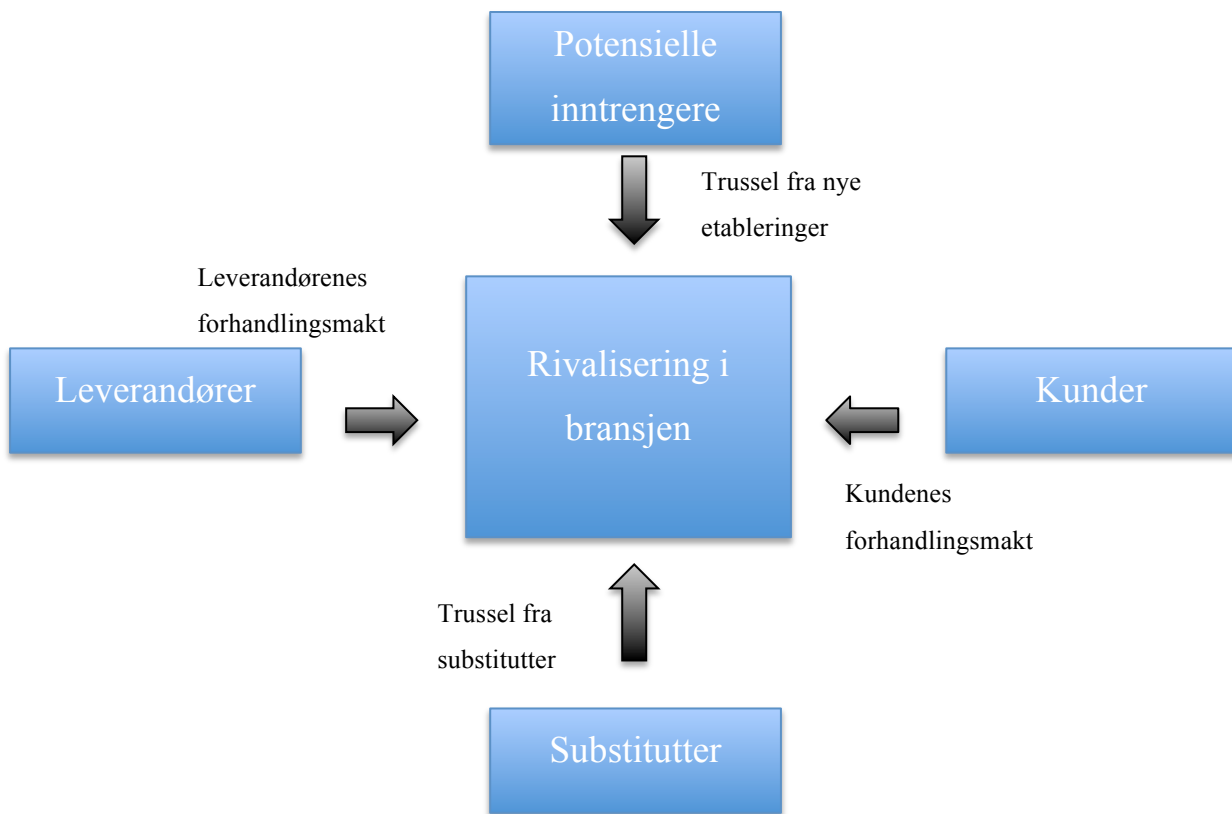 Potensielle
inntrengere
Trussel fra nye
etableringer
Leverandørenes
forhandlingsmakt
Leverandører
Rivalisering i
bransjen
Kunder
Kundenes
forhandlingsmakt
Trussel fra
substitutter
Substitutter